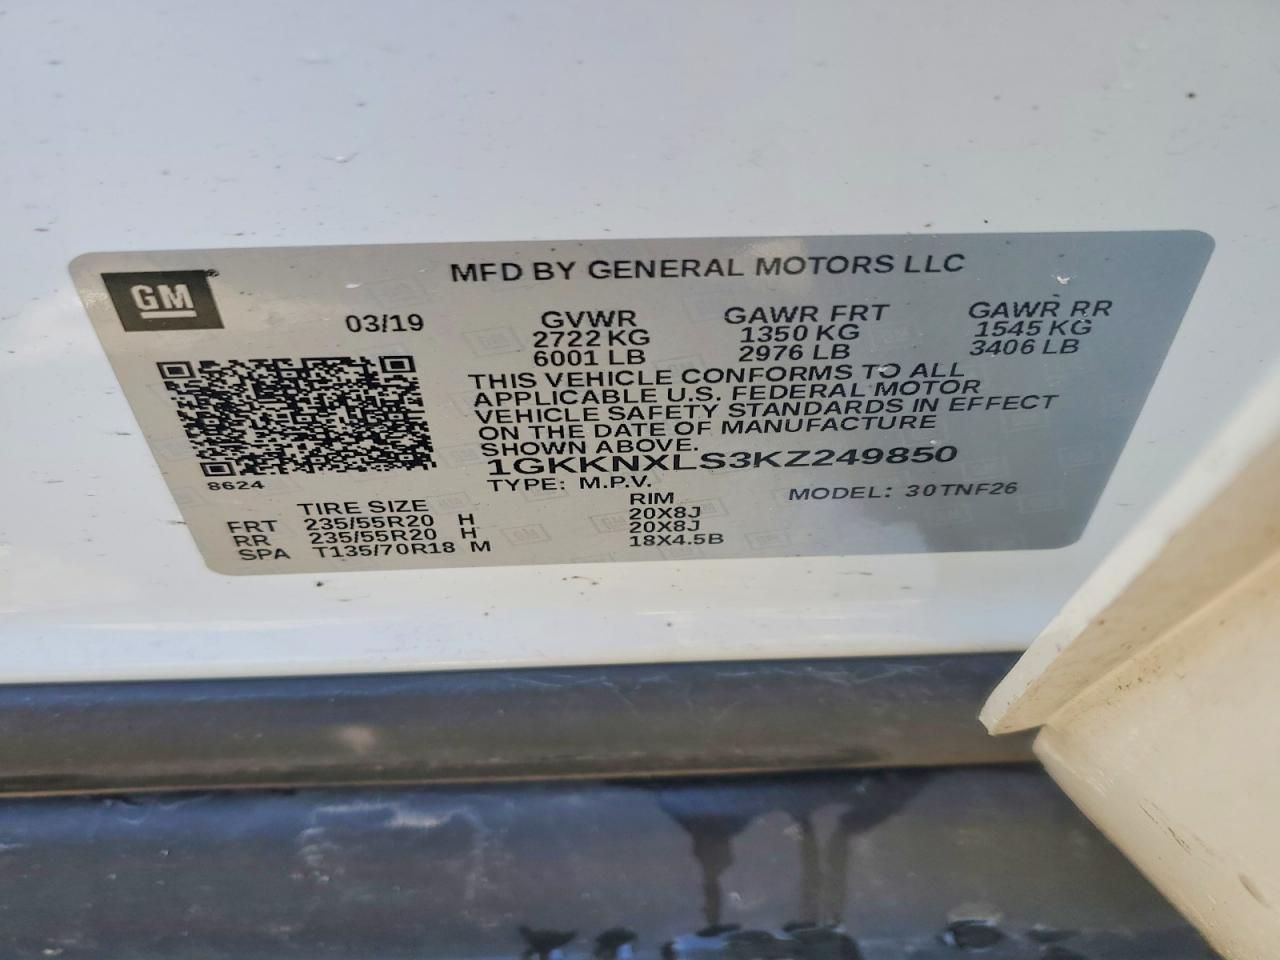 GM
MFD BY GENERAL MOTORS LLC
03/19 GVWR GAWR FRT GAWR RR
2722 KG 1350 KG 1545 KG
6001 LB 2976 LB 3406 LB
THIS VEHICLE CONFORMS TO ALL
APPLICABLE U.S. FEDERAL MOTOR
VEHICLE SAFETY STANDARDS IN EFFECT
ON THE DATE OF MANUFACTURE
SHOWN ABOVE.
1GKKNXLS3KZ249850
8624
TYPE: M.P.V. MODEL: 30TNF26
TIRE SIZE RIM
FRT 235/55R20 H 20X8J
RR 235/55R20 H 20X8J
SPA T135/70R18 M 18X4.5B